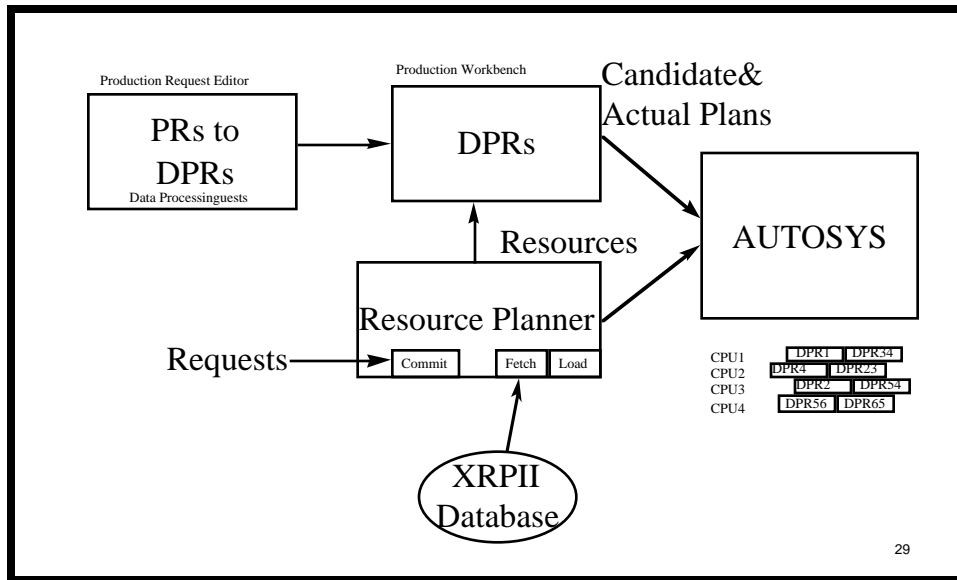 Production Request Editor
PRs to
DPRs
Data Processinguests
Production Workbench
DPRs
Candidate&
Actual Plans
AUTOSYS
Resources
Resource Planner
Requests
Commit
Fetch
Load
XRPII
Database
CPU1 DPR1 DPR34
CPU2 DPR4 DPR23
CPU3 DPR2 DPR54
CPU4 DPR56 DPR65
29